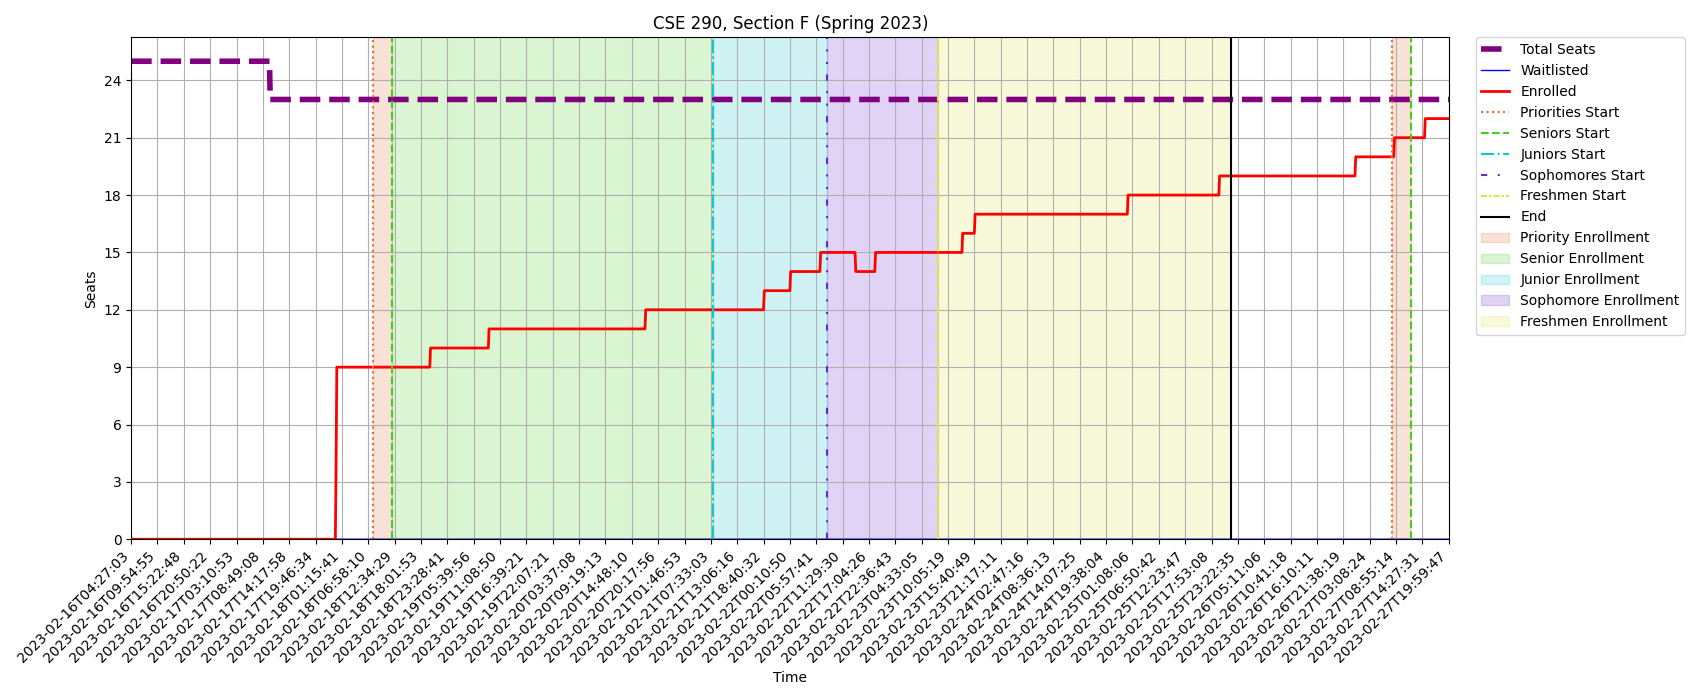 CSE 290, Section F (Spring 2023)
Seats
24
21
18
15
12
9
6
3
0
2023-02-16T04:27:03
2023-02-16T09:54:55
2023-02-16T15:22:48
2023-02-16T20:50:22
2023-02-17T03:10:53
2023-02-17T08:49:08
2023-02-17T14:17:58
2023-02-17T19:46:34
2023-02-18T01:15:41
2023-02-18T06:58:10
2023-02-18T12:34:29
2023-02-18T18:01:53
2023-02-18T23:28:41
2023-02-19T05:39:56
2023-02-19T11:08:50
2023-02-19T16:39:21
2023-02-19T22:07:21
2023-02-20T03:37:08
2023-02-20T09:19:13
2023-02-20T14:48:10
2023-02-20T20:17:56
2023-02-21T01:46:53
2023-02-21T07:33:03
2023-02-21T13:06:16
2023-02-21T18:40:32
2023-02-22T00:10:50
2023-02-22T05:57:41
2023-02-22T11:29:30
2023-02-22T17:04:26
2023-02-22T22:36:43
2023-02-23T04:33:05
2023-02-23T10:05:19
2023-02-23T15:40:49
2023-02-23T21:17:11
2023-02-24T02:47:16
2023-02-24T08:36:13
2023-02-24T14:07:25
2023-02-24T19:38:04
2023-02-25T01:08:06
2023-02-25T06:50:42
2023-02-25T12:23:47
2023-02-25T17:53:08
2023-02-25T23:22:35
2023-02-26T05:11:06
2023-02-26T10:41:18
2023-02-26T16:10:11
2023-02-26T21:38:19
2023-02-27T03:08:24
2023-02-27T08:55:14
2023-02-27T14:27:31
2023-02-27T19:59:47
Time
Total Seats
Waitlisted
Enrolled
Priorities Start
Seniors Start
Juniors Start
Sophomores Start
Freshmen Start
End
Priority Enrollment
Senior Enrollment
Junior Enrollment
Sophomore Enrollment
Freshmen Enrollment